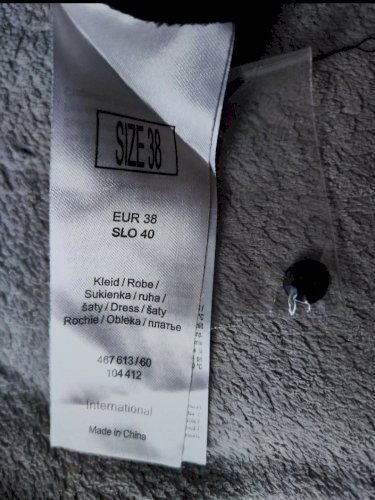 SIZE 38
EUR 38
SLO 40
Kleid / Robe /
Sukienka / ruha /
šaty / Dress / šaty
Rochie / Obleka / платье
467 613 / 60
104 412
International
Made in China